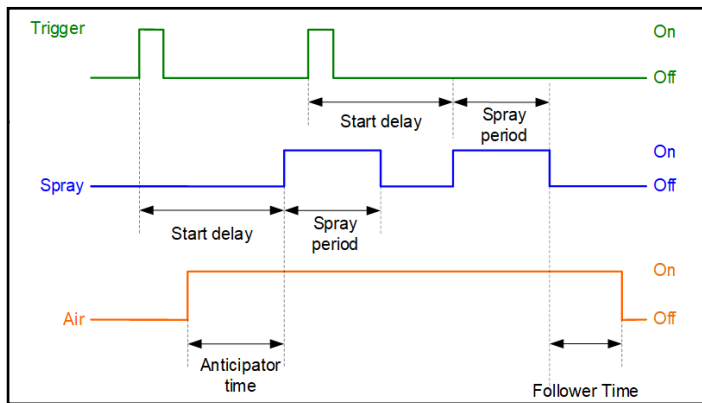 Trigger
On
Off
Start delay
Spray
period
On
Spray
Off
Start delay
Spray
period
On
Air
Off
Anticipator
time
Follower Time